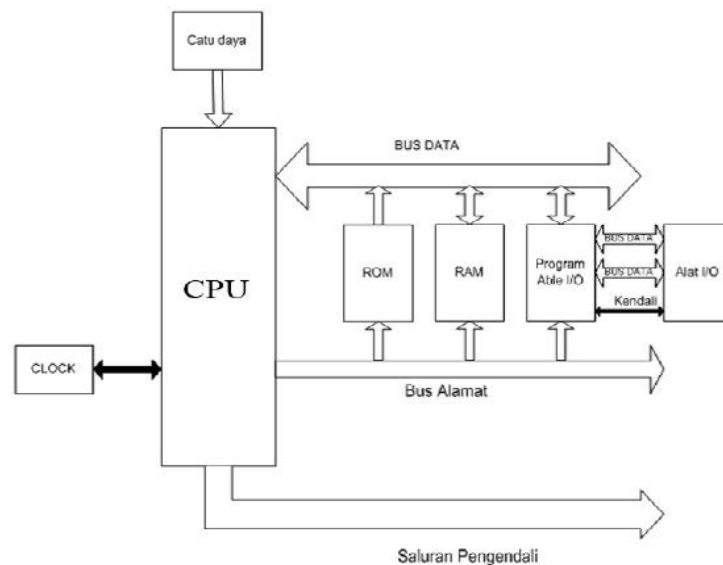 Catu daya
BUS DATA
CPU
ROM
RAM
Program
Able I/O
BUS DATA
BUS DATA
Kendali
Alat I/O
CLOCK
Bus Alamat
Saluran Pengendali